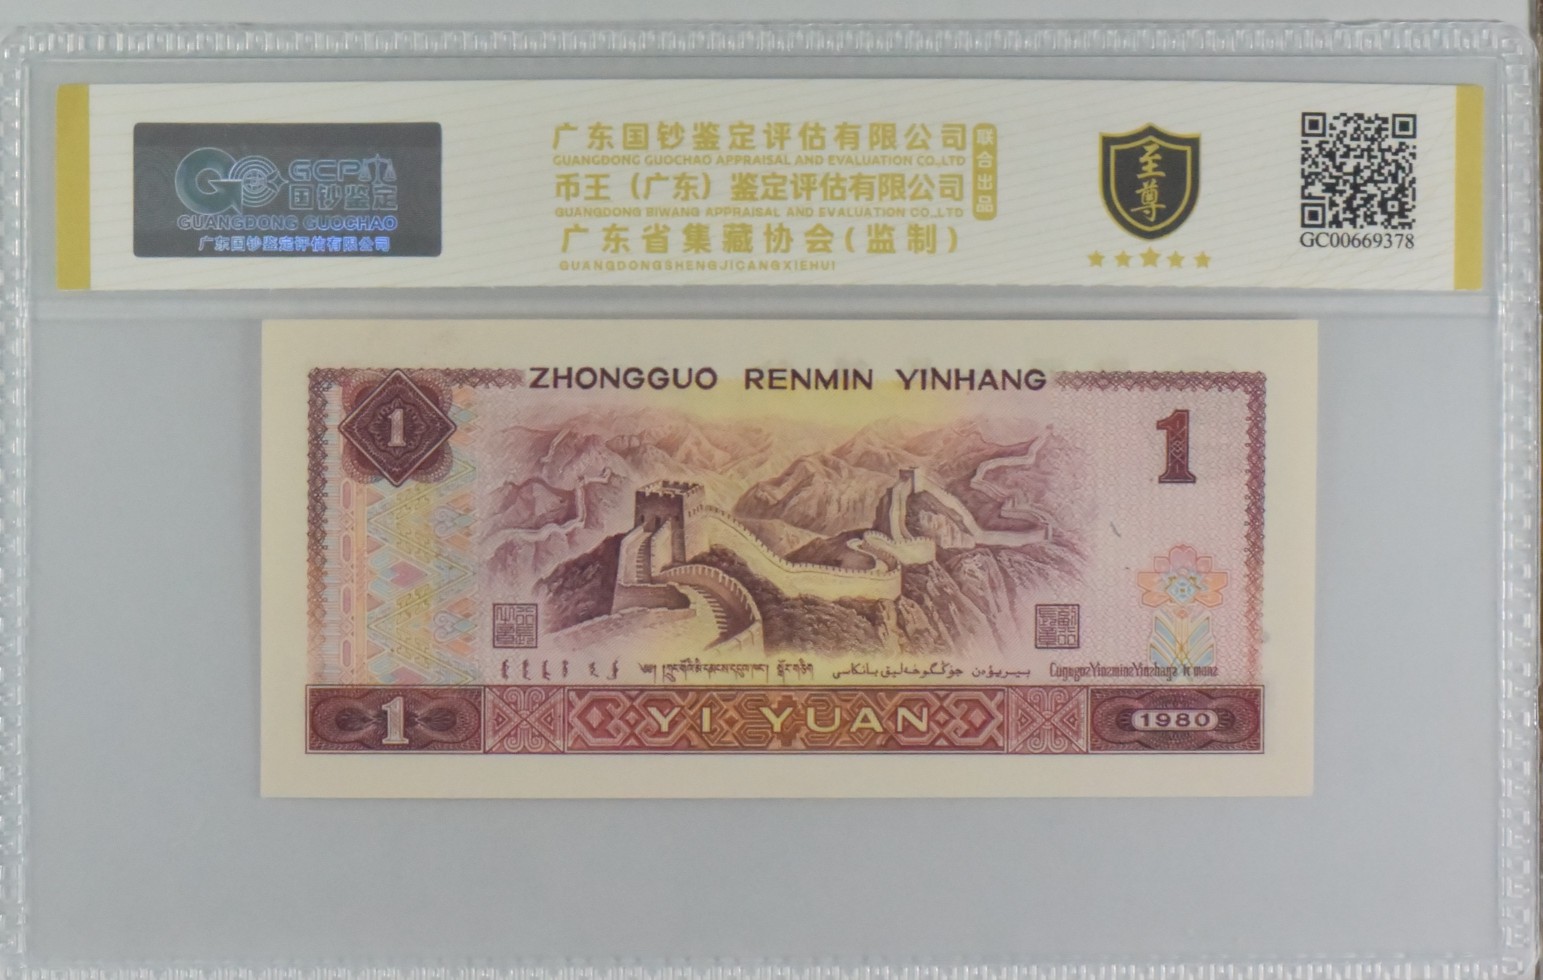 GCP
国钞鉴定
GUANGDONG GUOCHAO
广东国钞鉴定评估有限公司
广东国钞鉴定评估有限公司
GUANGDONG GUOCHAO APPRAISAL AND EVALUATION CO.,LTD
币王（广东）鉴定评估有限公司
GUANGDONG BIWANG APPRAISAL AND EVALUATION CO.,LTD
广东省集藏协会(监制)
GUANGDONGSHENGJICANGXIEHUI
联合出品
至尊
GC00669378
ZHONGGUO RENMIN YINHANG
1
1
1
YI YUAN
1980